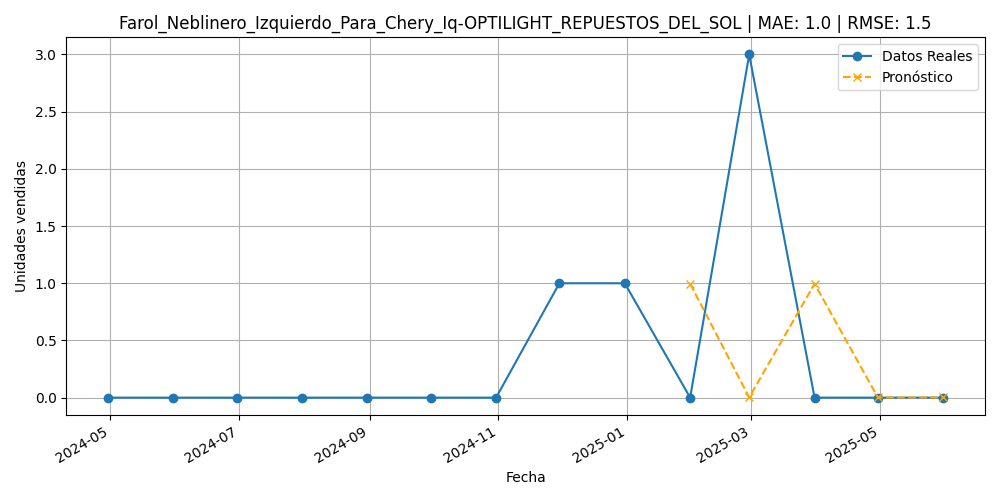 Farol_Neblinero_Izquierdo_Para_Chery_Iq-OPTILIGHT_REPUESTOS_DEL_SOL | MAE: 1.0 | RMSE: 1.5
Datos Reales
Pronóstico
Unidades vendidas
3.0
2.5
2.0
1.5
1.0
0.5
0.0
2024-05
2024-07
2024-09
2024-11
2025-01
2025-03
2025-05
Fecha